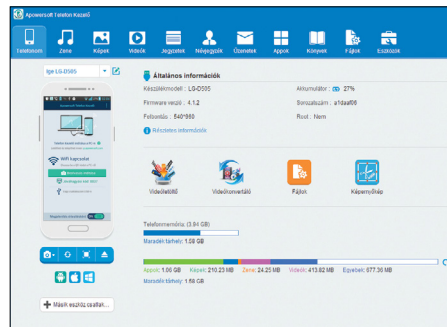 Apowersoft Telefon Kezelő
Telefonom Zene Képek Videók Jegyzetek Névjegyzék Üzenetek Appok Könyvek Fájlok Eszközök
lge LG-D505
Általános információk
Készülékmodell : LG-D505 Akkumulátor : 27%
Firmware verzió : 4.1.2 Sorozatszám : a1daaf06
Felbontás : 540*960 Root : Nem
Részletes információk
WiFi kapcsolat
Videóletöltő Videókonvertáló Fájlok Képernyőkép
Telefonmemória: (3.94 GB)
Maradék tárhely: 1.58 GB
Appok: 1.06 GB Képek: 210.23 MB Zene: 24.25 MB Videók: 413.82 MB Egyebek: 677.36 MB
Maradék tárhely: 1.58 GB
Másik eszköz csatlak...